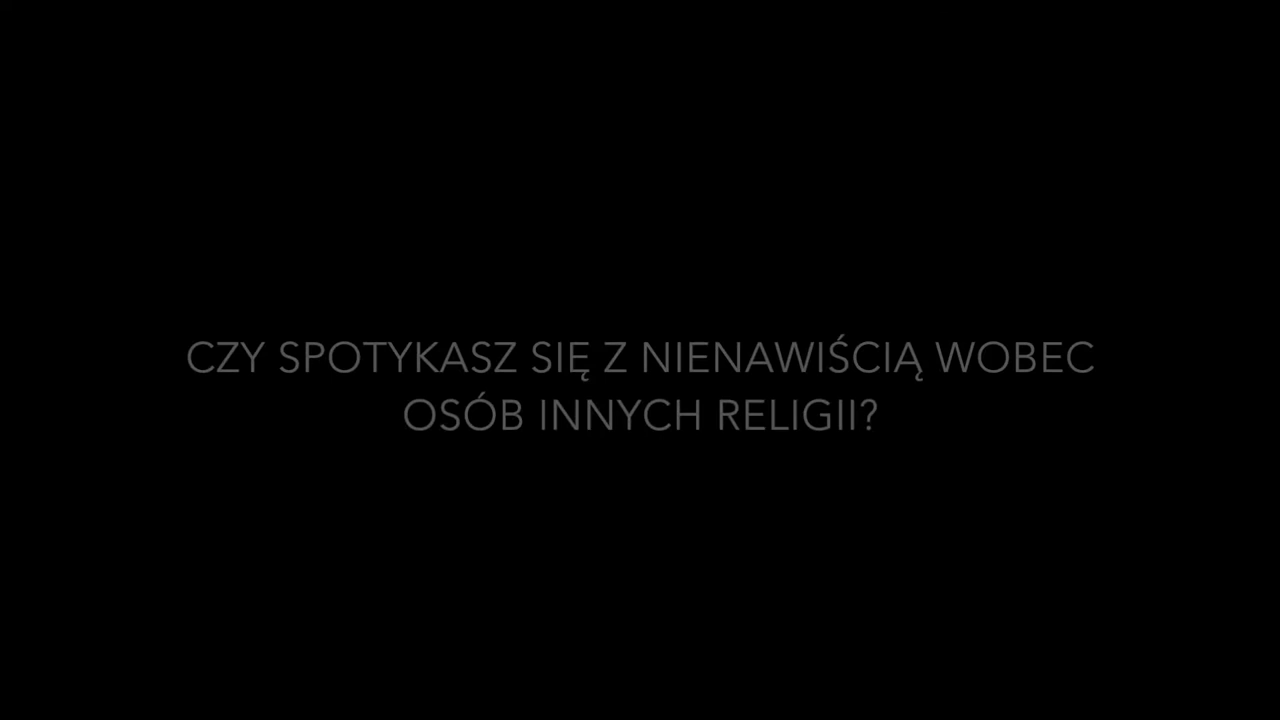 CZY SPOTYKASZ SIĘ Z NIENAWIŚCIĄ WOBEC
OSÓB INNYCH RELIGII?